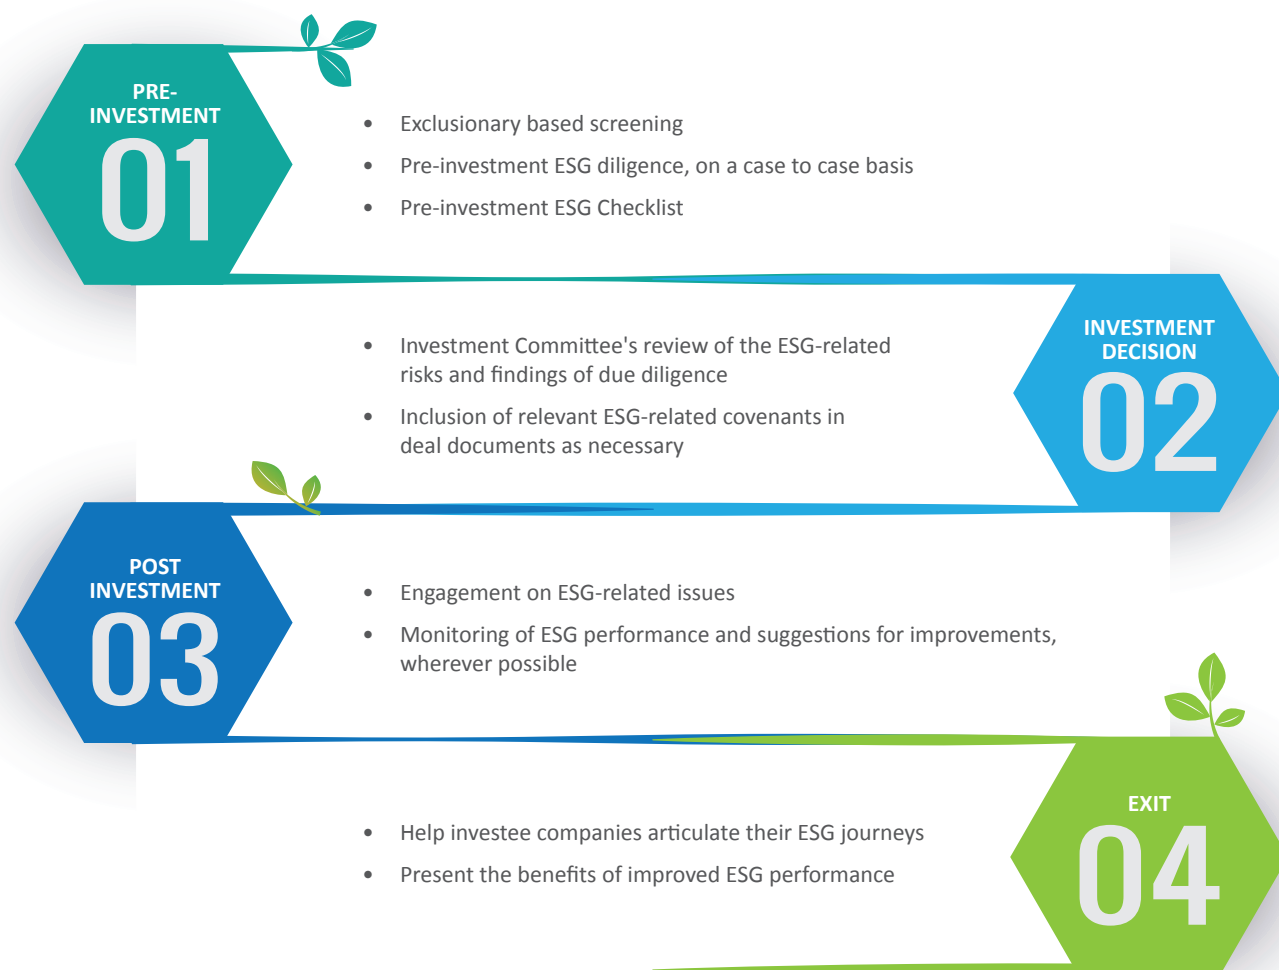 PRE-
INVESTMENT
01
• Exclusionary based screening
• Pre-investment ESG diligence, on a case to case basis
• Pre-investment ESG Checklist
INVESTMENT
DECISION
02
• Investment Committee's review of the ESG-related
risks and findings of due diligence
• Inclusion of relevant ESG-related covenants in
deal documents as necessary
POST
INVESTMENT
03
• Engagement on ESG-related issues
• Monitoring of ESG performance and suggestions for improvements,
wherever possible
EXIT
04
• Help investee companies articulate their ESG journeys
• Present the benefits of improved ESG performance